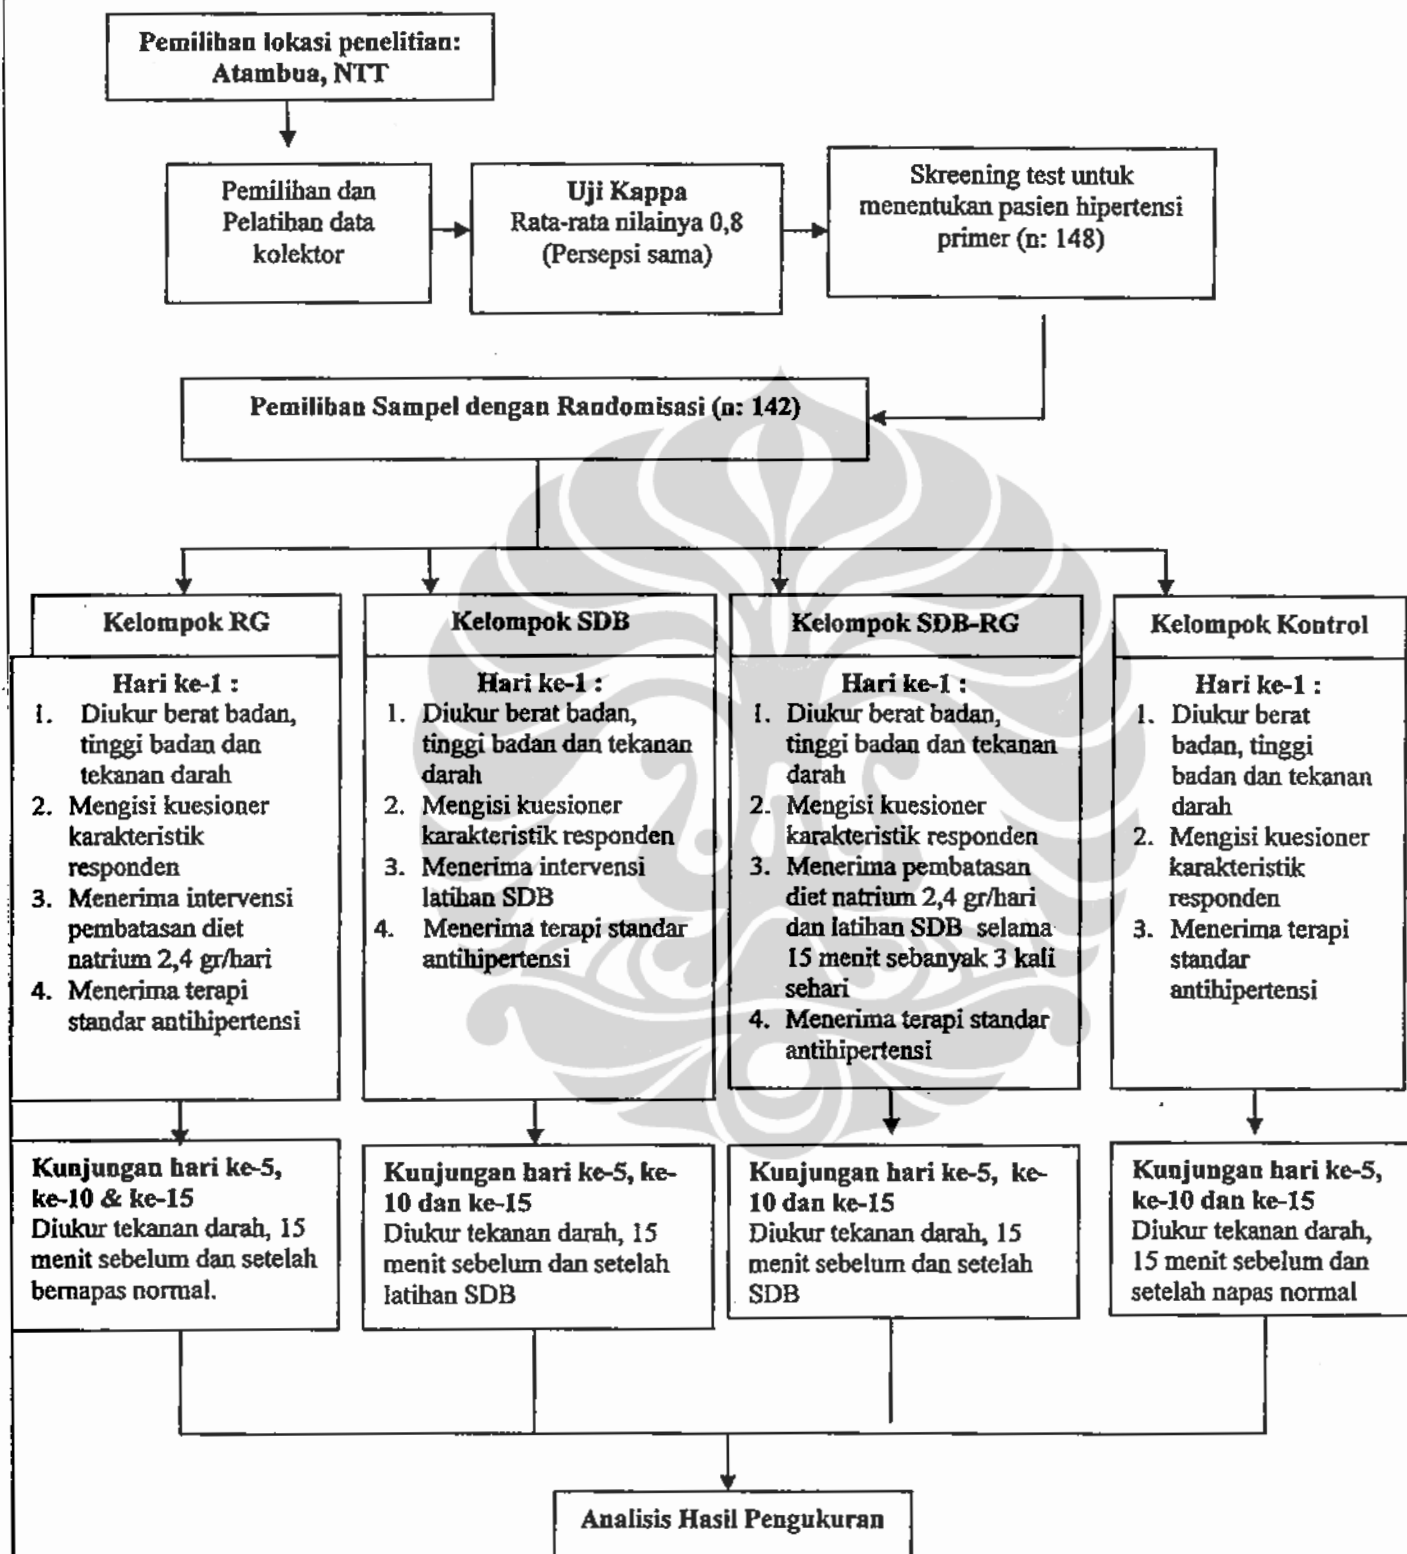 Pemilihan lokasi penelitian:
Atambua, NTT
Pemilihan dan
Pelatihan data
kolektor
Uji Kappa
Rata-rata nilainya 0,8
(Persepsi sama)
Skreening test untuk
menentukan pasien hipertensi
primer (n: 148)
Pemilihan Sampel dengan Randomisasi (n: 142)
Kelompok RG
Hari ke-1 :
1. Diukur berat badan,
tinggi badan dan
tekanan darah
2. Mengisi kuesioner
karakteristik
responden
3. Menerima intervensi
pembatasan diet
natrium 2,4 gr/hari
4. Menerima terapi
standar antihipertensi
Kunjungan hari ke-5,
ke-10 & ke-15
Diukur tekanan darah, 15
menit sebelum dan setelah
bernapas normal.
Kelompok SDB
Hari ke-1 :
1. Diukur berat badan,
tinggi badan dan tekanan
darah
2. Mengisi kuesioner
karakteristik responden
3. Menerima intervensi
latihan SDB
4. Menerima terapi standar
antihipertensi
Kunjungan hari ke-5, ke-
10 dan ke-15
Diukur tekanan darah, 15
menit sebelum dan setelah
latihan SDB
Kelompok SDB-RG
Hari ke-1 :
1. Diukur berat badan,
tinggi badan dan tekanan
darah
2. Mengisi kuesioner
karakteristik responden
3. Menerima pembatasan
diet natrium 2,4 gr/hari
dan latihan SDB selama
15 menit sebanyak 3 kali
sehari
4. Menerima terapi standar
antihipertensi
Kunjungan hari ke-5, ke-
10 dan ke-15
Diukur tekanan darah, 15
menit sebelum dan setelah
SDB
Kelompok Kontrol
Hari ke-1 :
1. Diukur berat
badan, tinggi
badan dan tekanan
darah
2. Mengisi kuesioner
karakteristik
responden
3. Menerima terapi
standar
antihipertensi
Kunjungan hari ke-5,
ke-10 dan ke-15
Diukur tekanan darah,
15 menit sebelum dan
setelah napas normal
Analisis Hasil Pengukuran